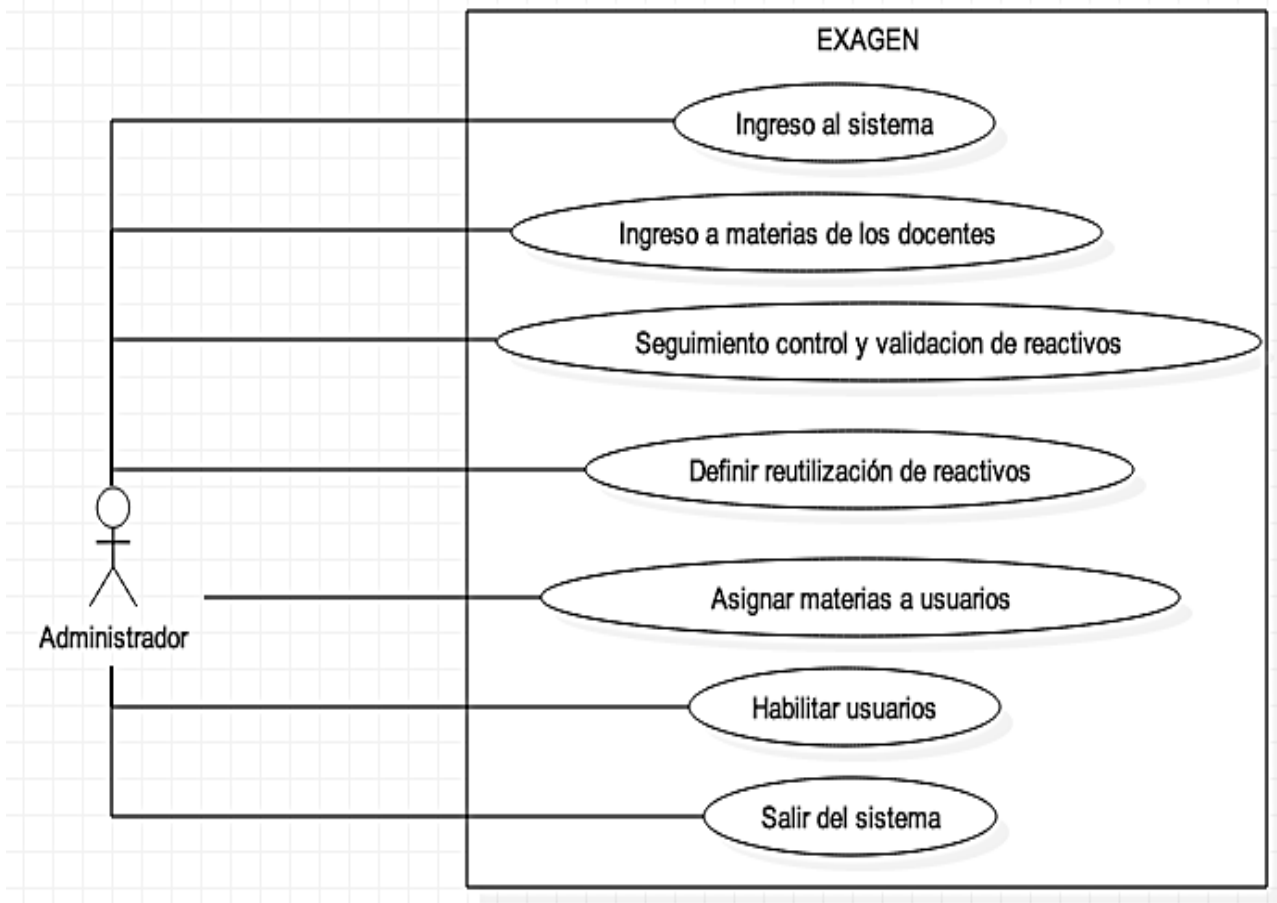 EXAGEN
Ingreso al sistema
Ingreso a materias de los docentes
Seguimiento control y validacion de reactivos
Definir reutilización de reactivos
Asignar materias a usuarios
Administrador
Habilitar usuarios
Salir del sistema